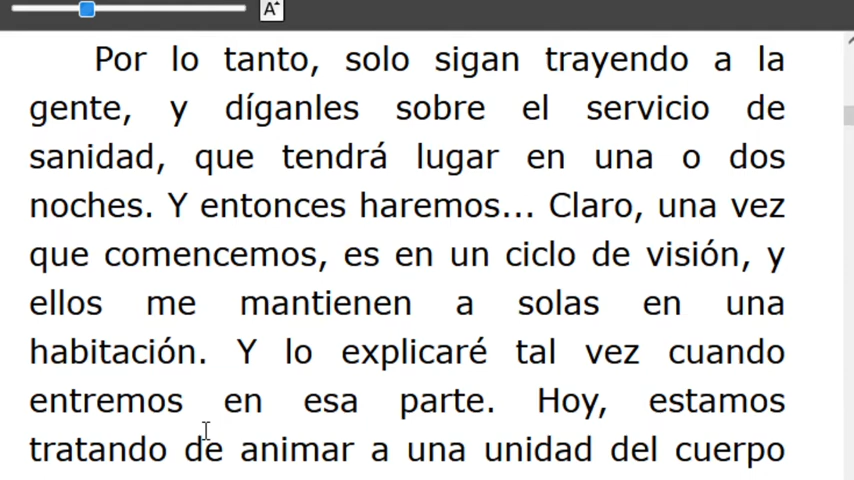 A
Por lo tanto, solo sigan trayendo a la
gente, y díganles sobre el servicio de
sanidad, que tendrá lugar en una o dos
noches. Y entonces haremos... Claro, una vez
que comencemos, es en un ciclo de visión, y
ellos me mantienen a solas en una
habitación. Y lo explicaré tal vez cuando
entremos en esa parte. Hoy, estamos
tratando de animar a una unidad del cuerpo